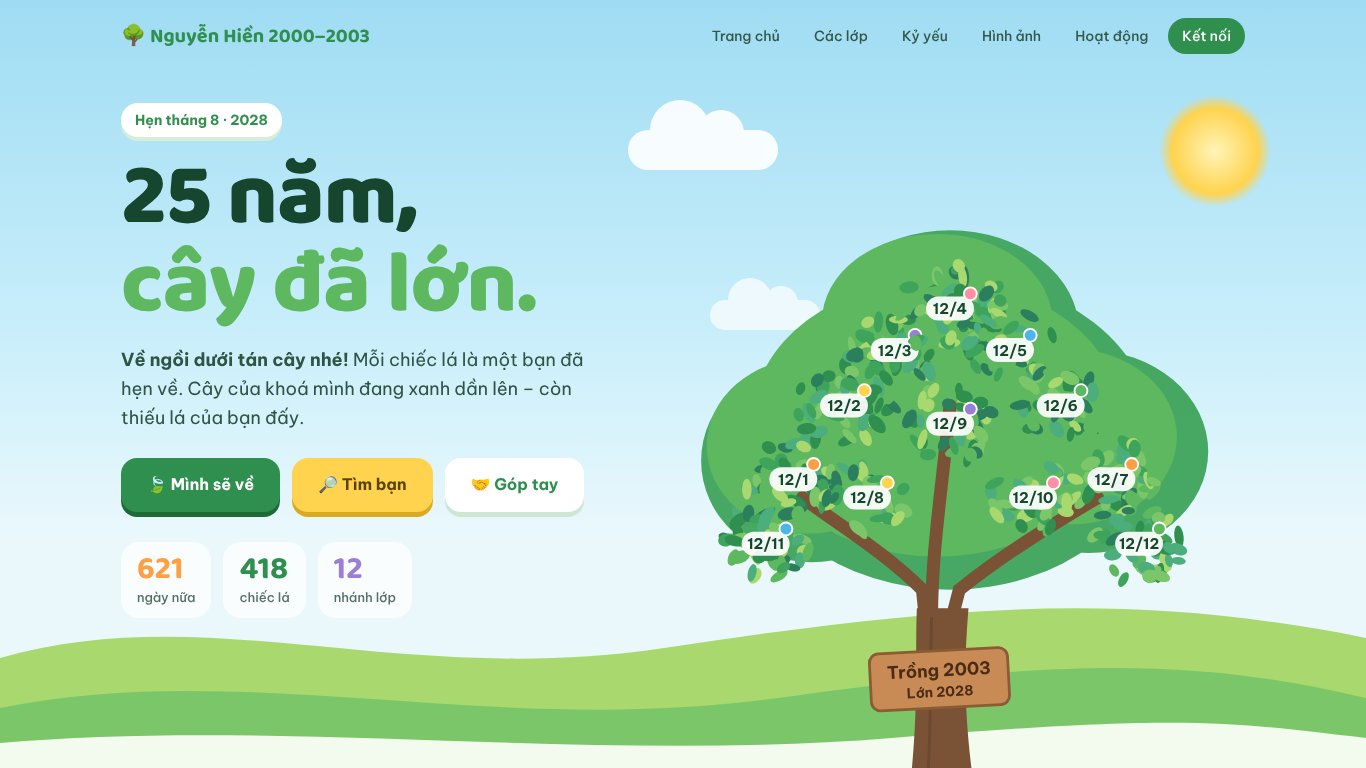 Nguyễn Hiền 2000–2003
Trang chủ
Các lớp
Kỷ yếu
Hình ảnh
Hoạt động
Kết nối
Hẹn tháng 8 · 2028
25 năm,
cây đã lớn.
Về ngồi dưới tán cây nhé! Mỗi chiếc lá là một bạn đã
hẹn về. Cây của khoá mình đang xanh dần lên – còn
thiếu lá của bạn đấy.
Mình sẽ về
Tìm bạn
Góp tay
621
ngày nữa
418
chiếc lá
12
nhánh lớp
12/4
12/3
12/5
12/2
12/6
12/9
12/1
12/7
12/8
12/10
12/11
12/12
Trồng 2003
Lớn 2028